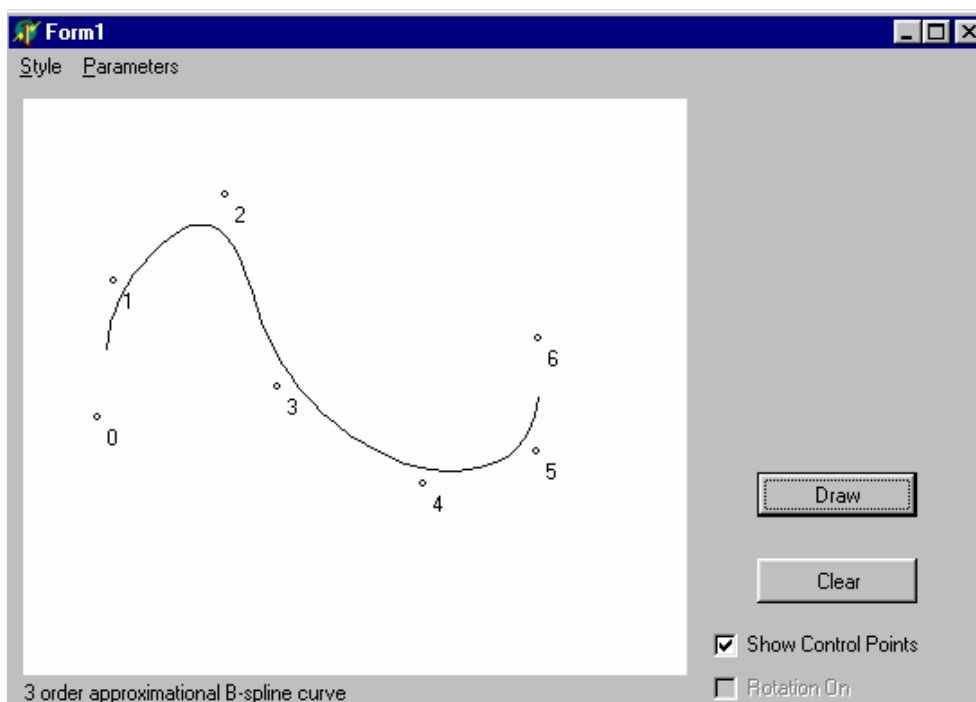 Form1
Style Parameters
2
1
6
3
0
5
4
Draw
Clear
Show Control Points
Rotation On
3 order approximational B-spline curve